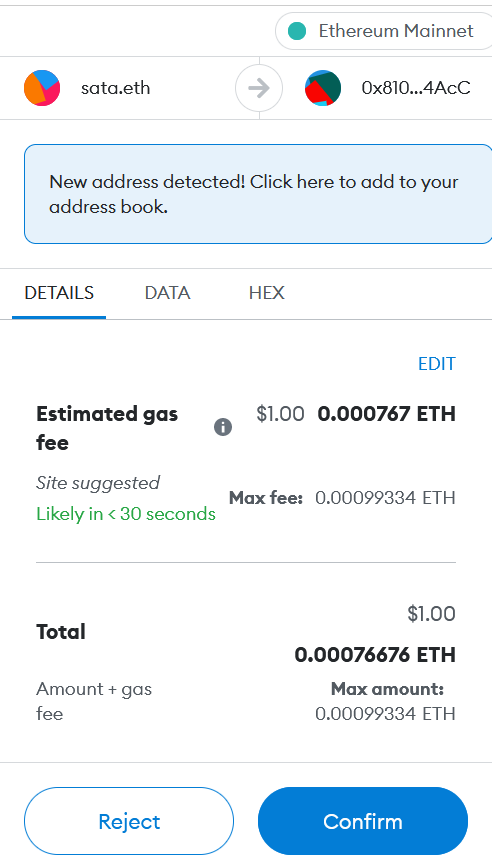 Ethereum Mainnet
sata.eth 0x810...4AcC
New address detected! Click here to add to your
address book.
DETAILS DATA HEX
EDIT
Estimated gas $1.00 0.000767 ETH
fee
Site suggested
Max fee: 0.00099334 ETH
Likely in < 30 seconds
$1.00
Total
0.00076676 ETH
Amount + gas Max amount:
fee 0.00099334 ETH
Reject Confirm